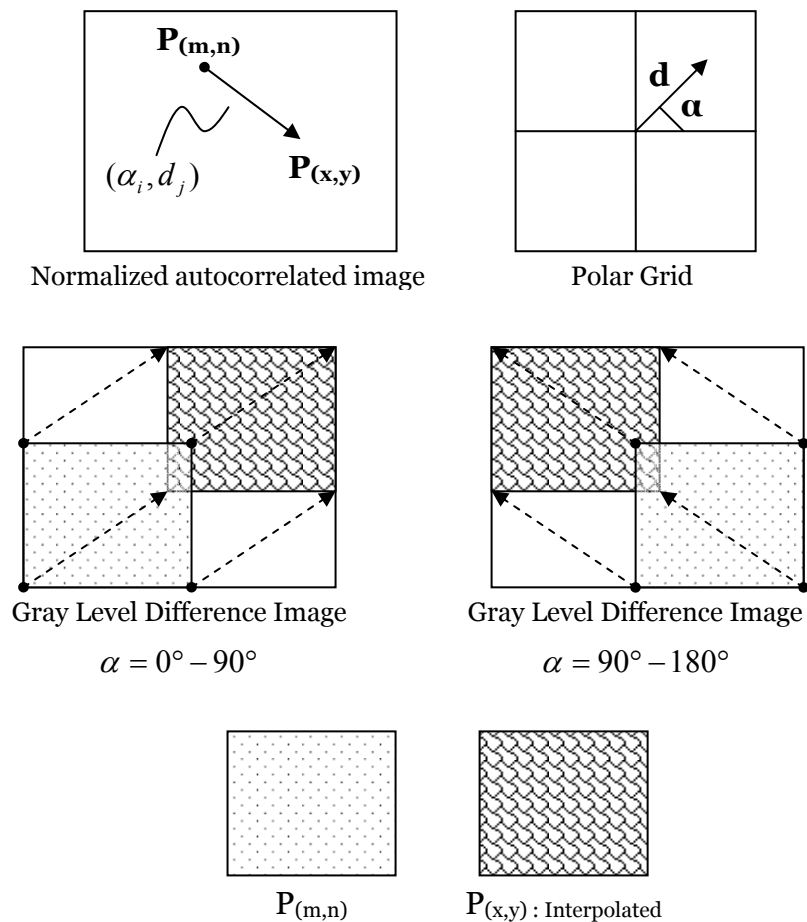 P(m,n)
(αᵢ, dⱼ)
P(x,y)
Normalized autocorrelated image
d
α
Polar Grid
Gray Level Difference Image
α = 0° − 90°
Gray Level Difference Image
α = 90° − 180°
P(m,n)
P(x,y) : Interpolated